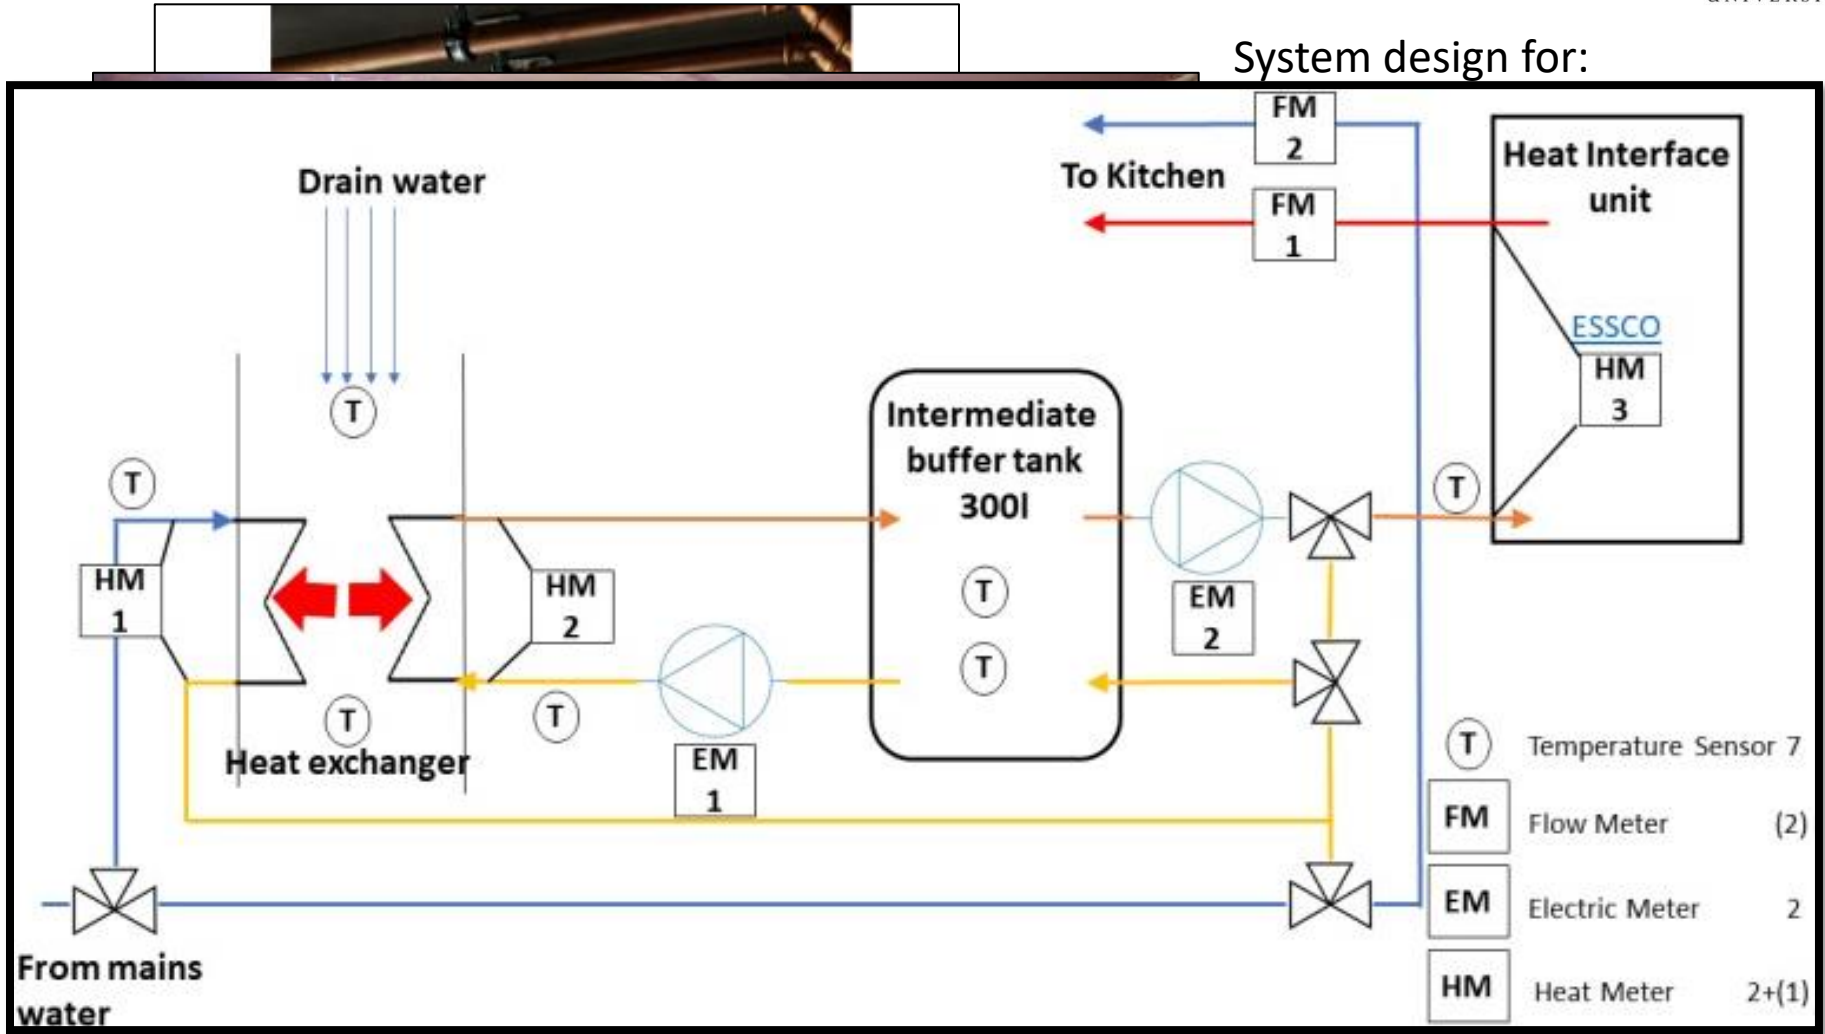 System design for:
FM
2
To Kitchen
FM
1
Heat Interface
unit
ESSCO
HM
3
Drain water
T
T
HM
1
HM
2
T
Heat exchanger
T
EM
1
Intermediate
buffer tank
300l
T
T
EM
2
T
From mains
water
T Temperature Sensor 7
FM Flow Meter (2)
EM Electric Meter 2
HM Heat Meter 2+(1)